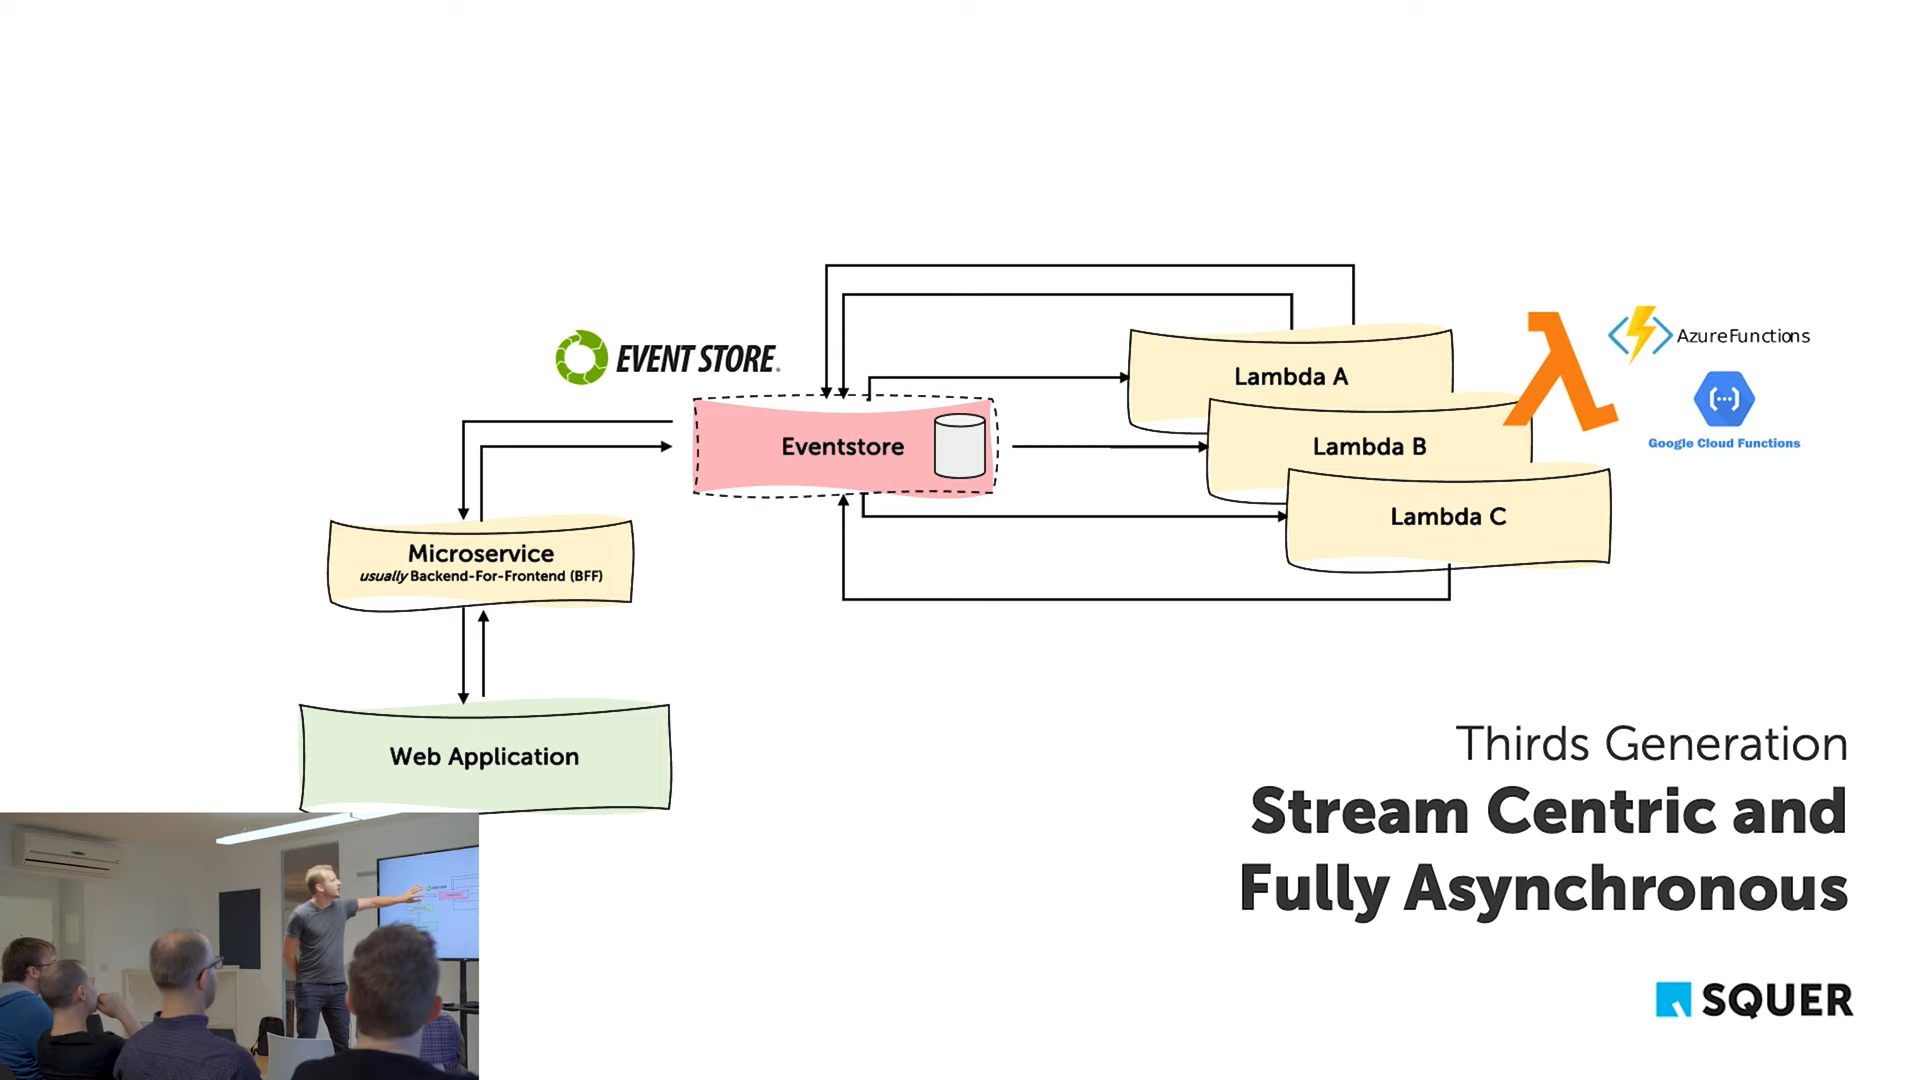 EVENT STORE
Eventstore
Lambda A
Lambda B
Lambda C
AzureFunctions
Google Cloud Functions
Microservice
usually Backend-For-Frontend (BFF)
Web Application
Thirds Generation
Stream Centric and
Fully Asynchronous
SQUER